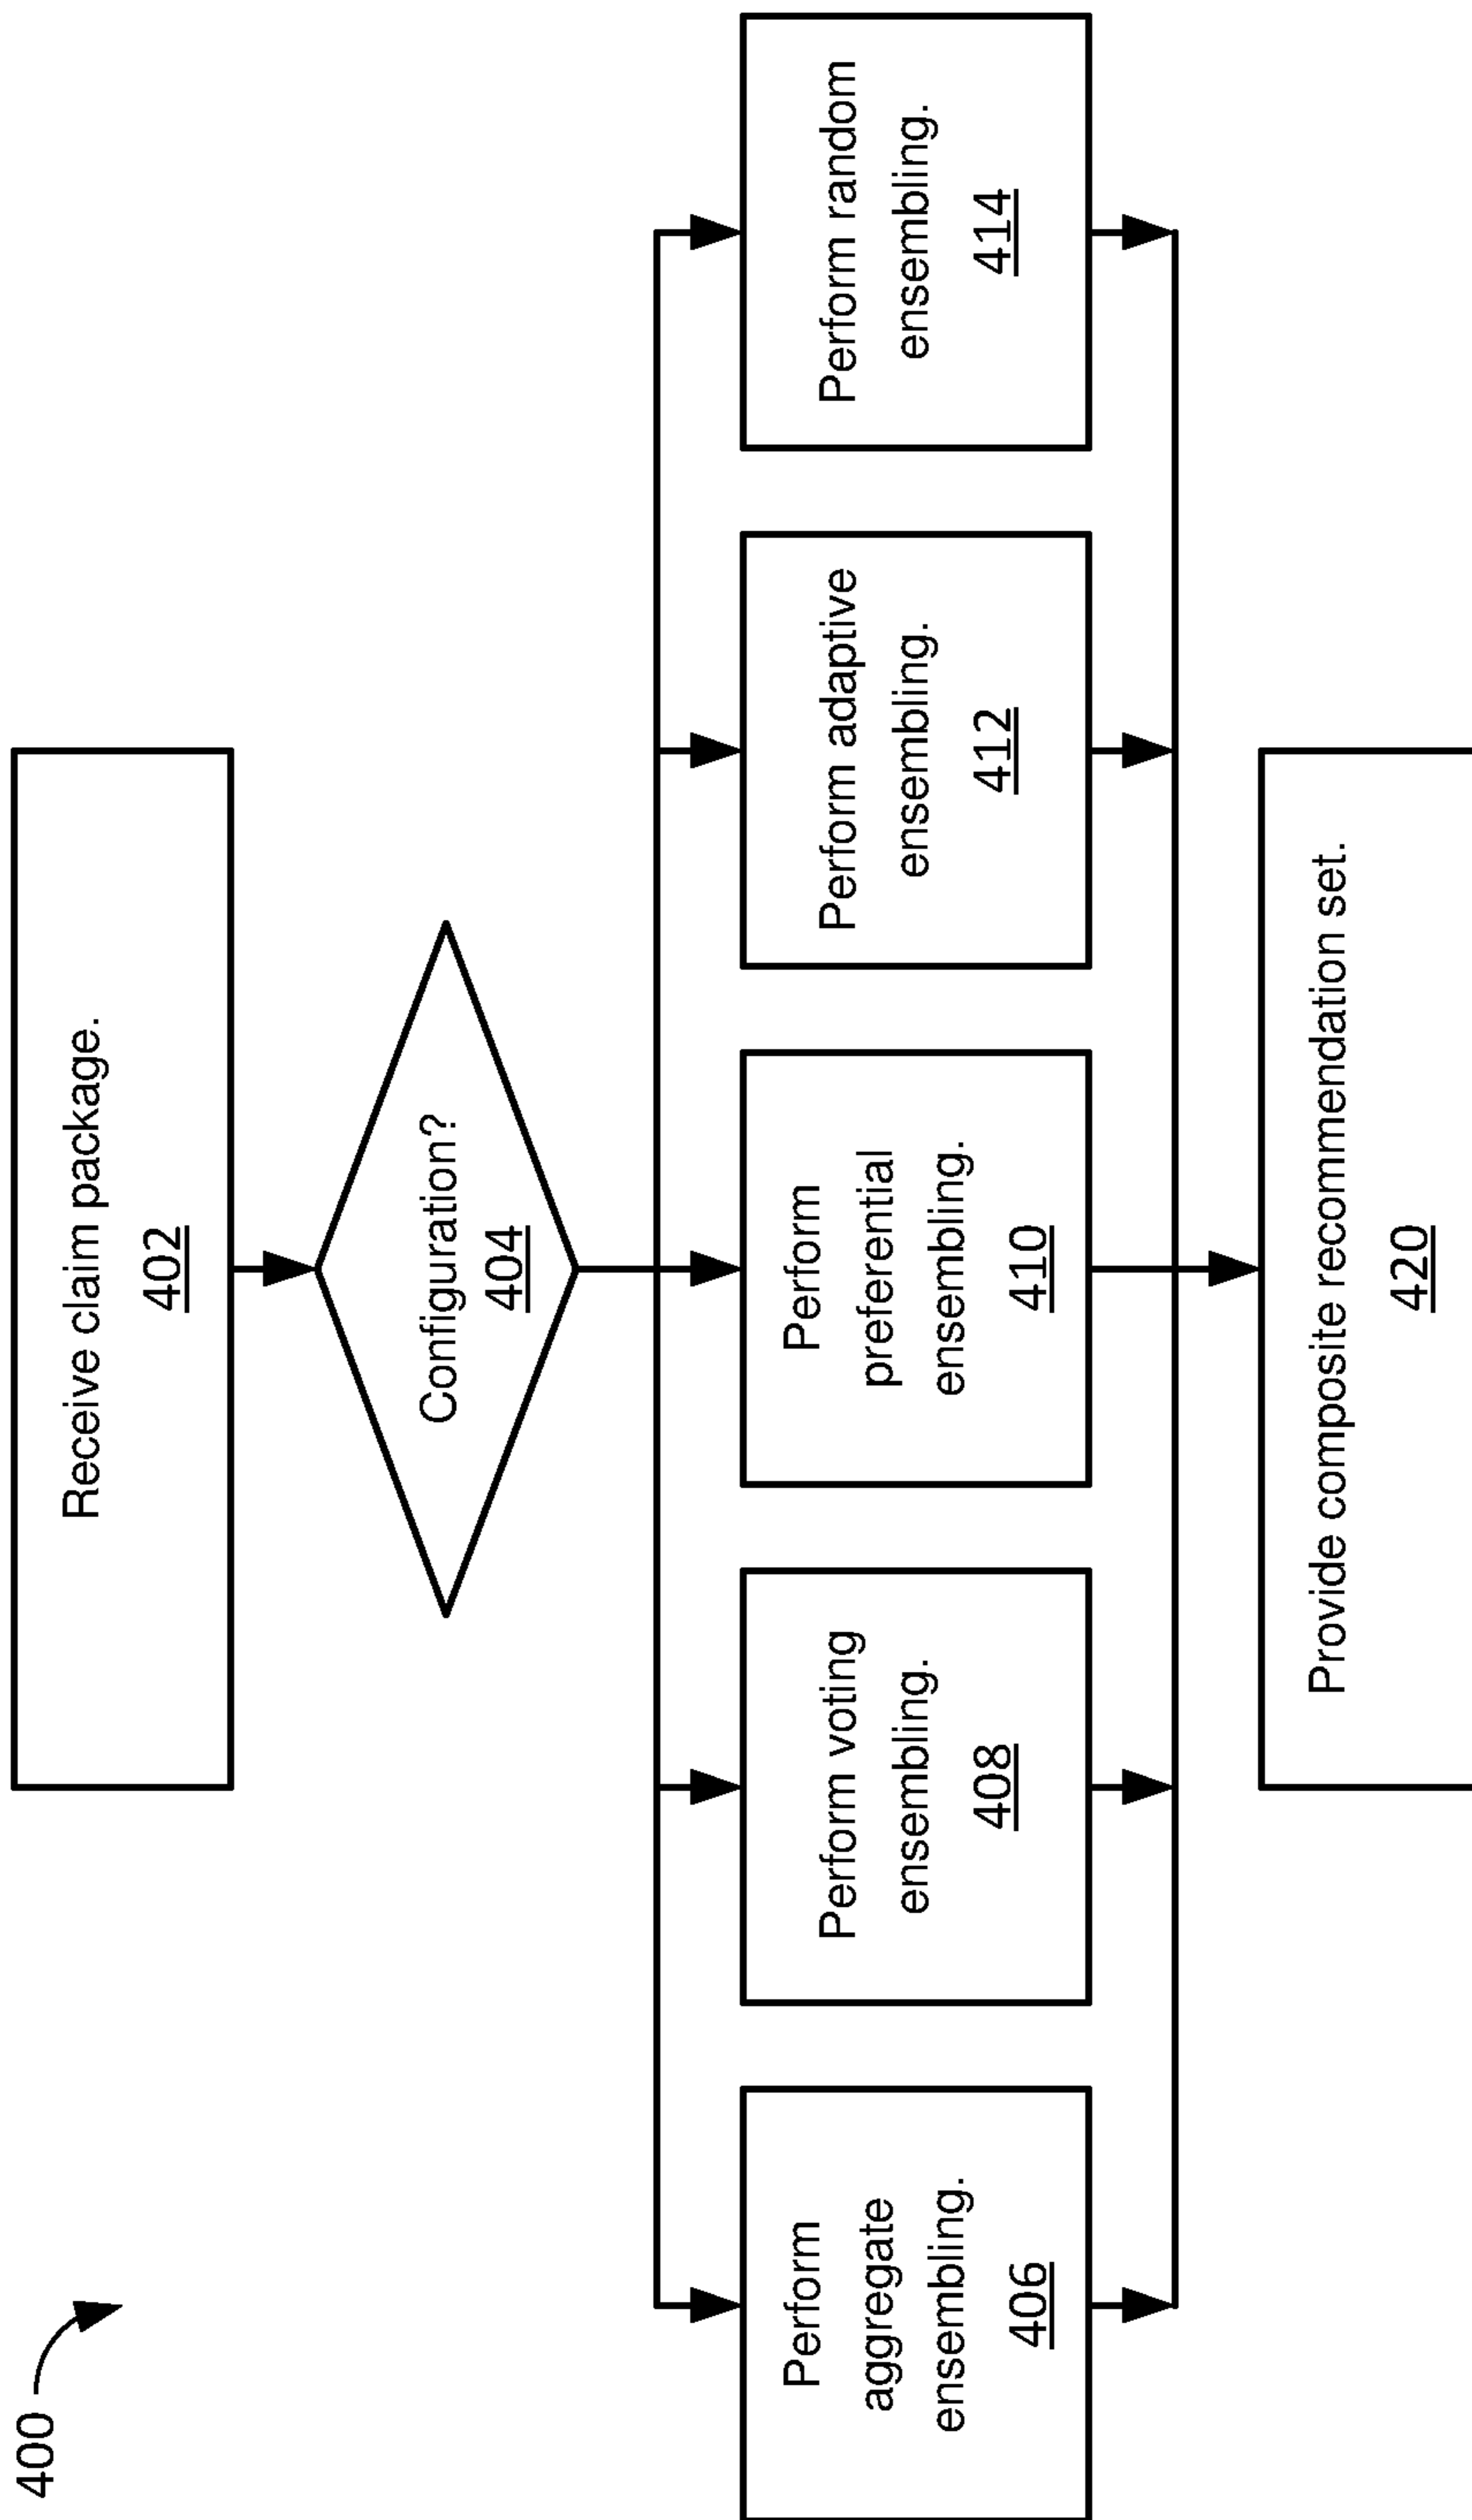 400
Receive claim package.
402
Configuration?
404
Perform
aggregate
ensembling.
406
Perform voting
ensembling.
408
Perform
preferential
ensembling.
410
Perform adaptive
ensembling.
412
Perform random
ensembling.
414
Provide composite recommendation set.
420